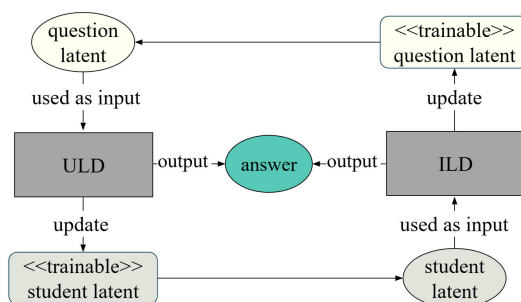 question
latent
<<trainable>>
question latent
used as input
update
ULD
output
answer
output
ILD
update
used as input
<<trainable>>
student latent
student
latent